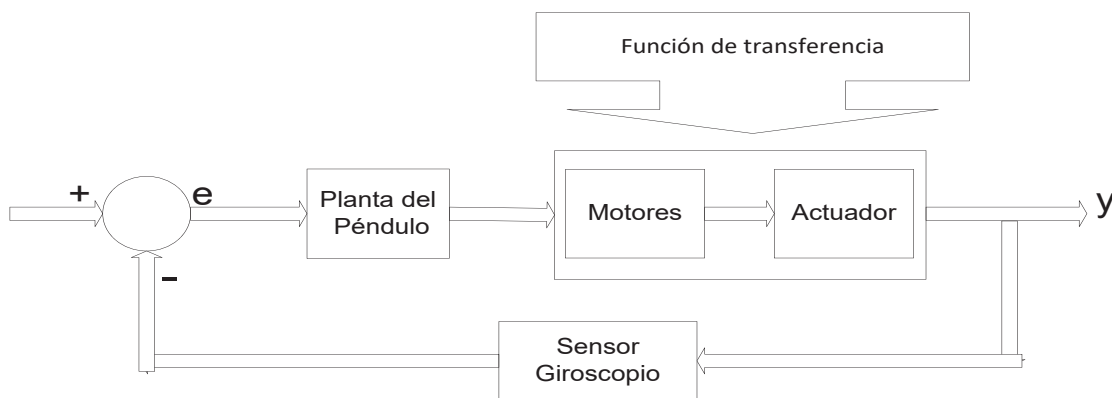 Función de transferencia
+
e
Planta del
Péndulo
Motores
Actuador
y
-
Sensor
Giroscopio